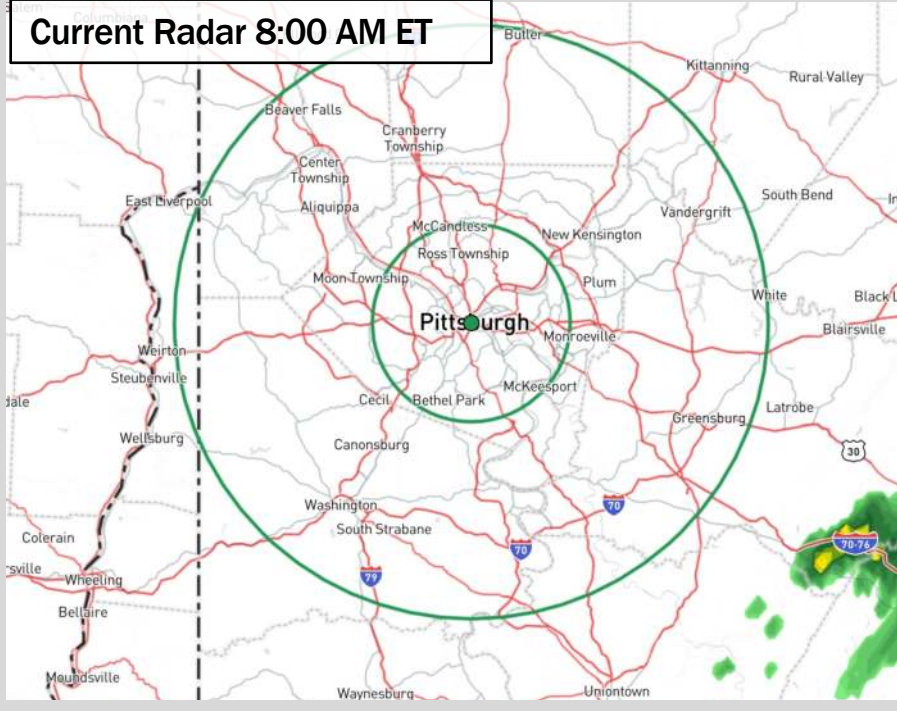 Current Radar 8:00 AM ET
Butler
Kittanning
Rural Valley
Beaver Falls
Cranberry
Township
Center
Township
South Bend
East Liverpool
Aliquippa
Vandergrift
McCandless
New Kensington
Ross Township
Moon Township
Plum
White
Pittsburgh
Blairsville
Monroeville
Weirton
Steubenville
McKeesport
Cecil
Bethel Park
Latrobe
Greensburg
Wellsburg
Canonsburg
30
Washington
70
South Strabane
Colerain
70
70-76
Wheeling
79
Bellaire
Moundsville
Waynesburg
Uniontown